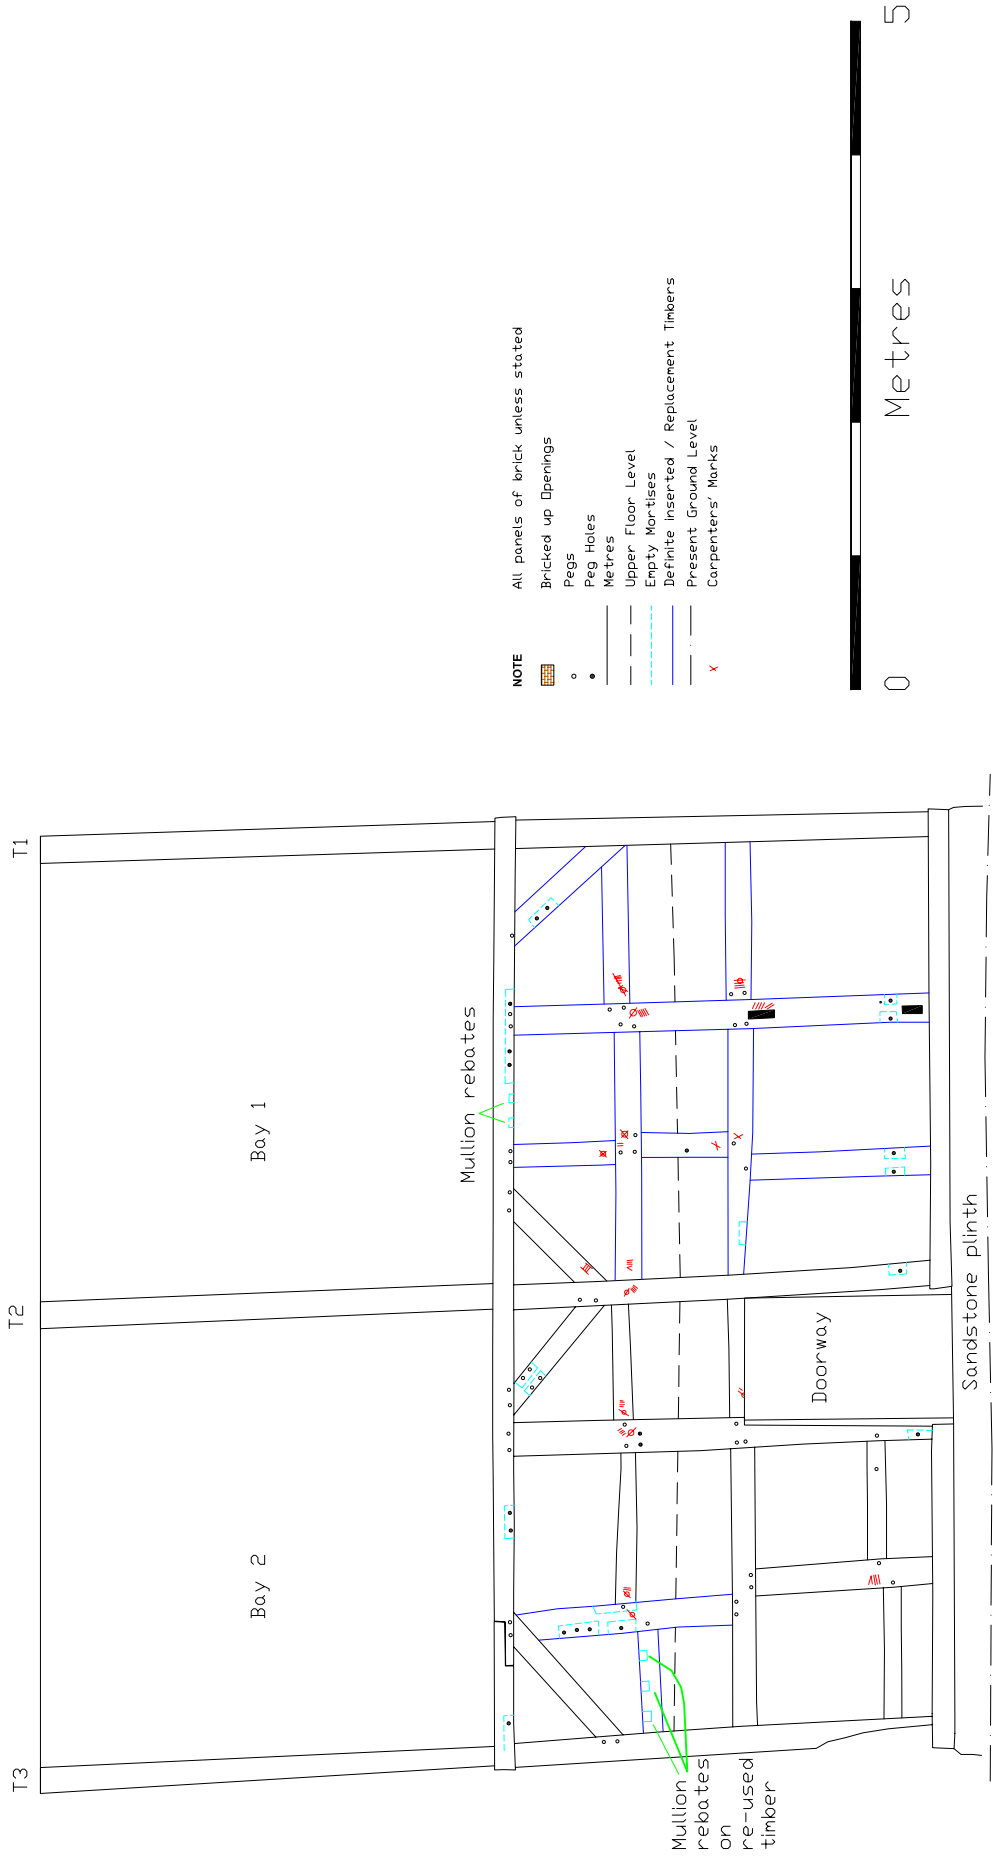 T3
T2
T1
Bay 2
Bay 1
Mullion rebates
Doorway
Sandstone plinth
Mullion
rebates
on
re-used
timber
NOTE All panels of brick unless stated
Bricked up Openings
Pegs
Peg Holes
Metres
Upper Floor Level
Empty Mortises
Definite inserted / Replacement Timbers
Present Ground Level
x Carpenters' Marks
0 Metres 5